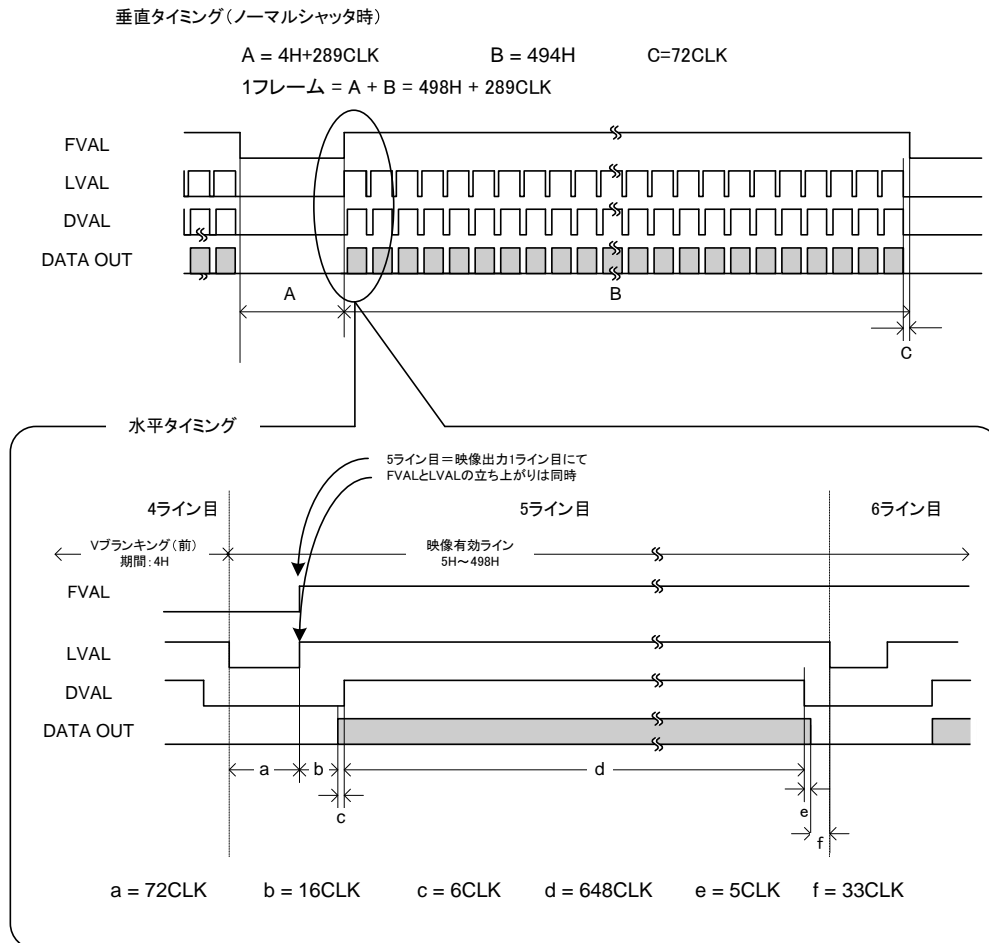 垂直タイミング（ノーマルシャッタ時）
A = 4H+289CLK B = 494H C=72CLK
1フレーム = A + B = 498H + 289CLK
FVAL
LVAL
DVAL
DATA OUT
A
B
C
水平タイミング
5ライン目＝映像出力1ライン目にて
FVALとLVALの立ち上がりは同時
4ライン目 5ライン目 6ライン目
Vブランキング（前）
期間：4H
映像有効ライン
5H～498H
FVAL
LVAL
DVAL
DATA OUT
a b d
c e
f
a = 72CLK b = 16CLK c = 6CLK d = 648CLK e = 5CLK f = 33CLK